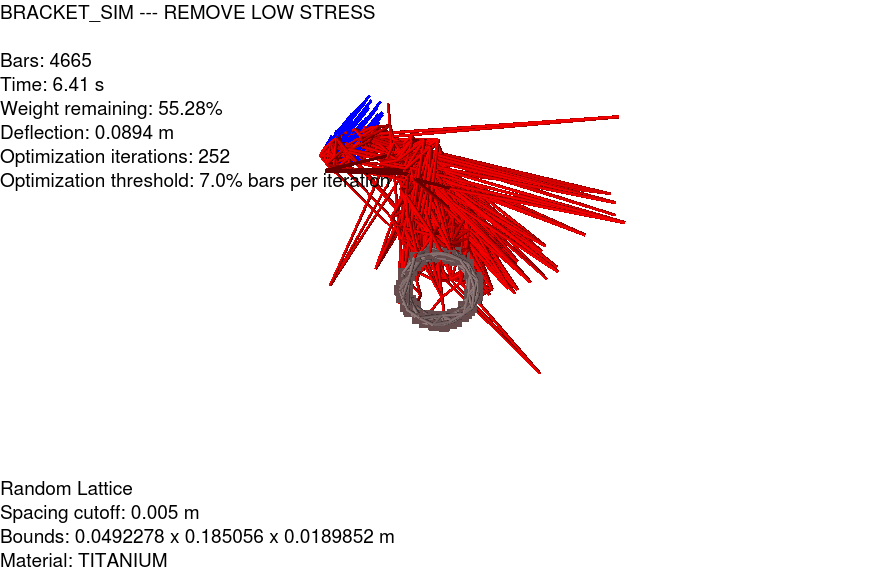 BRACKET_SIM --- REMOVE LOW STRESS
Bars: 4665
Time: 6.41 s
Weight remaining: 55.28%
Deflection: 0.0894 m
Optimization iterations: 252
Optimization threshold: 7.0% bars per iteration
Random Lattice
Spacing cutoff: 0.005 m
Bounds: 0.0492278 x 0.185056 x 0.0189852 m
Material: TITANIUM